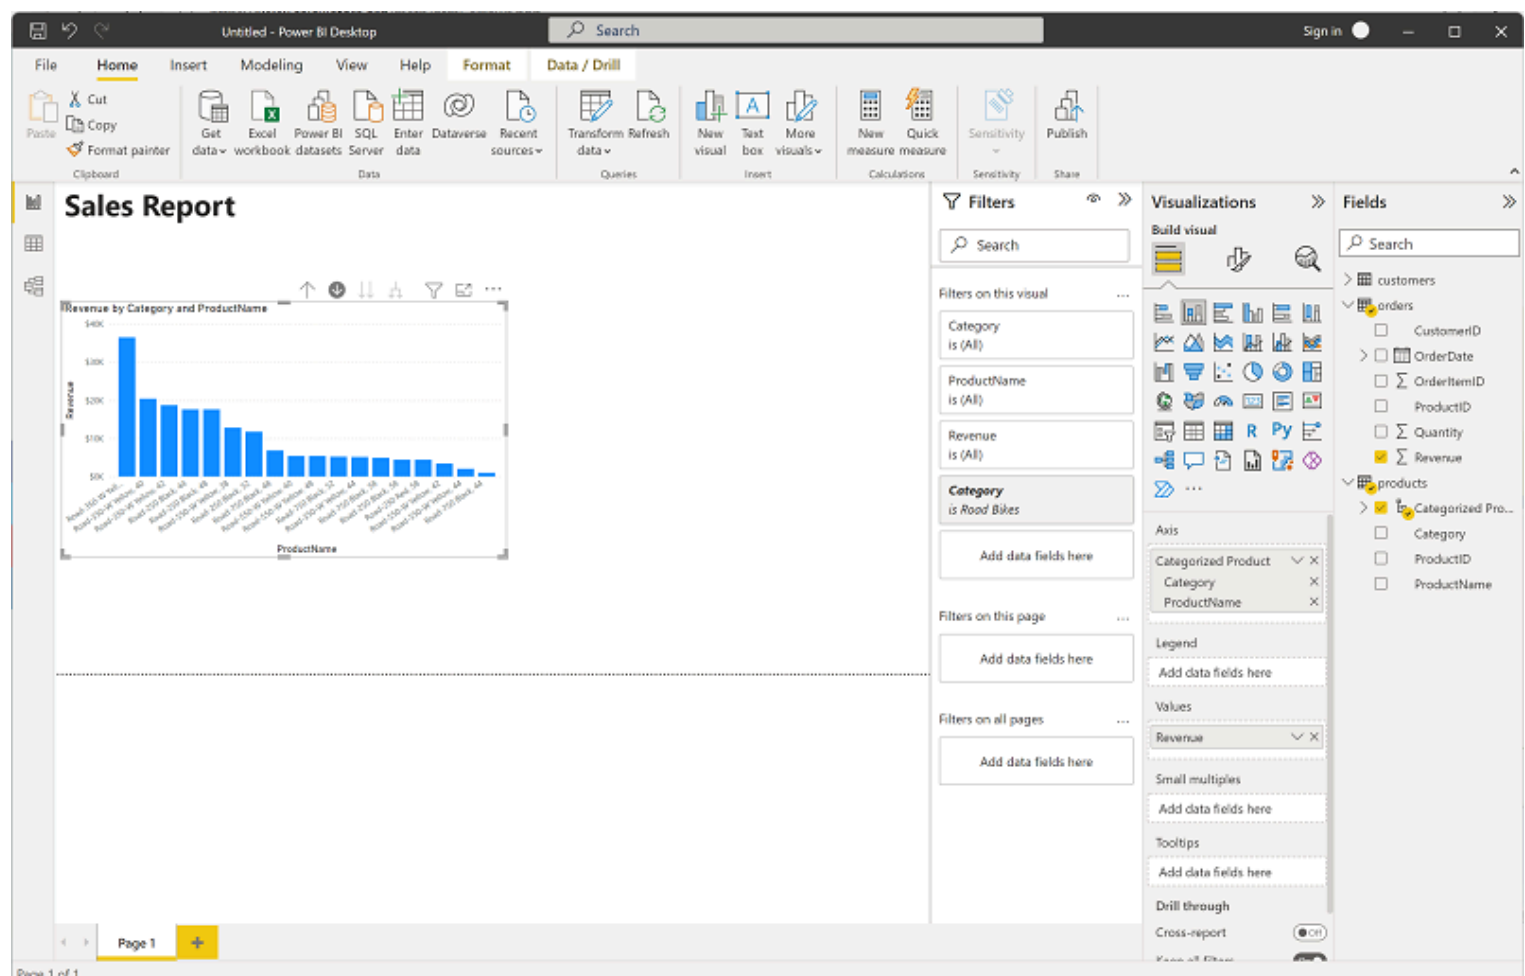 Untitled - Power BI Desktop
Search
Sign in
File Home Insert Modeling View Help Format Data / Drill
Paste
Cut
Copy
Format painter
Clipboard
Get data
Excel workbook
Power BI datasets
SQL Server
Enter data
Dataverse
Recent sources
Data
Transform data
Refresh
Queries
New visual
Text box
More visuals
Insert
New measure
Quick measure
Calculations
Sensitivity
Sensitivity
Publish
Share
Sales Report
Revenue by Category and ProductName
$40K
$30K
$20K
$10K
$0K
Revenue
ProductName
Filters
Search
Filters on this visual
Category
is (All)
ProductName
is (All)
Revenue
is (All)
Category
is Road Bikes
Add data fields here
Filters on this page
Add data fields here
Filters on all pages
Add data fields here
Visualizations
Build visual
R
Py
Axis
Categorized Product
Category
ProductName
Legend
Add data fields here
Values
Revenue
Small multiples
Add data fields here
Tooltips
Add data fields here
Drill through
Cross-report
Off
Fields
Search
customers
orders
CustomerID
OrderDate
OrderItemID
ProductID
Quantity
Revenue
products
Categorized Pro...
Category
ProductID
ProductName
Page 1
Page 1 of 1